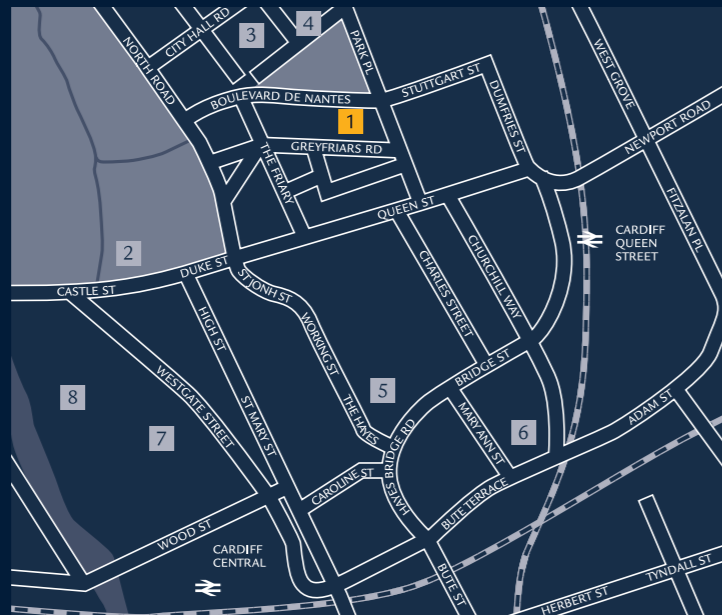 CITY HALL RD
3
4
PARK PL
NORTH ROAD
WEST GROVE
STUTTGART ST
BOULEVARD DE NANTES
1
DUMFRIES ST
NEWPORT ROAD
GREYFRIARS RD
THE FRIARY
FITZALAN PL
QUEEN ST
2
DUKE ST
CARDIFF
QUEEN
STREET
CASTLE ST
ST JONH ST
CHARLES STREET
CHURCHILL WAY
HIGH ST
WORKING ST
WESTGATE STREET
BRIDGE ST
8
5
THE HAYES
ST MARY ST
MARY ANN ST
ADAM ST
7
6
HAYES BRIDGE RD
CAROLINE ST
BUTE TERRACE
WOOD ST
CARDIFF
CENTRAL
BUTE ST
TYNDALL ST
HERBERT ST